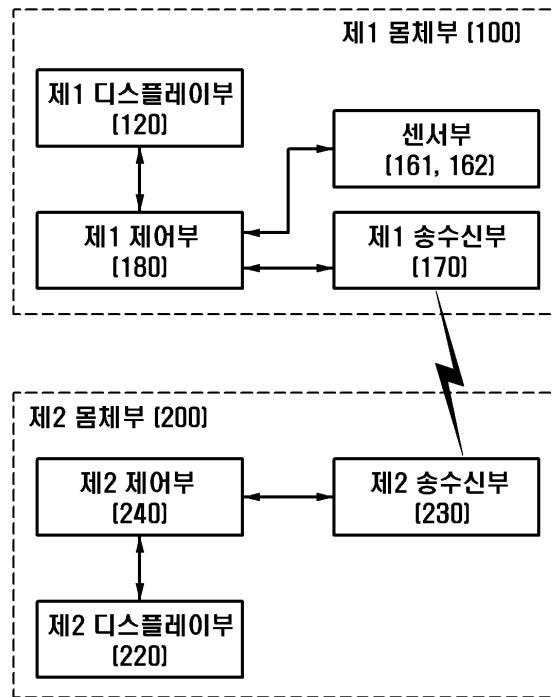 제1 몸체부 (100)
제1 디스플레이부
(120)
센서부
(161, 162)
제1 제어부
(180)
제1 송수신부
(170)
제2 몸체부 (200)
제2 제어부
(240)
제2 송수신부
(230)
제2 디스플레이부
(220)